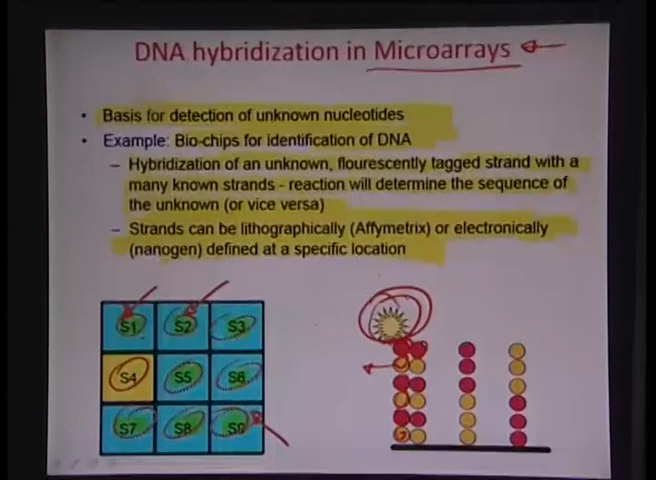 DNA hybridization in Microarrays
• Basis for detection of unknown nucleotides
• Example: Bio-chips for identification of DNA
– Hybridization of an unknown, flourescently tagged strand with a
many known strands - reaction will determine the sequence of
the unknown (or vice versa)
– Strands can be lithographically (Affymetrix) or electronically
(nanogen) defined at a specific location
S1 S2 S3
S4 S5 S6
S7 S8 S9